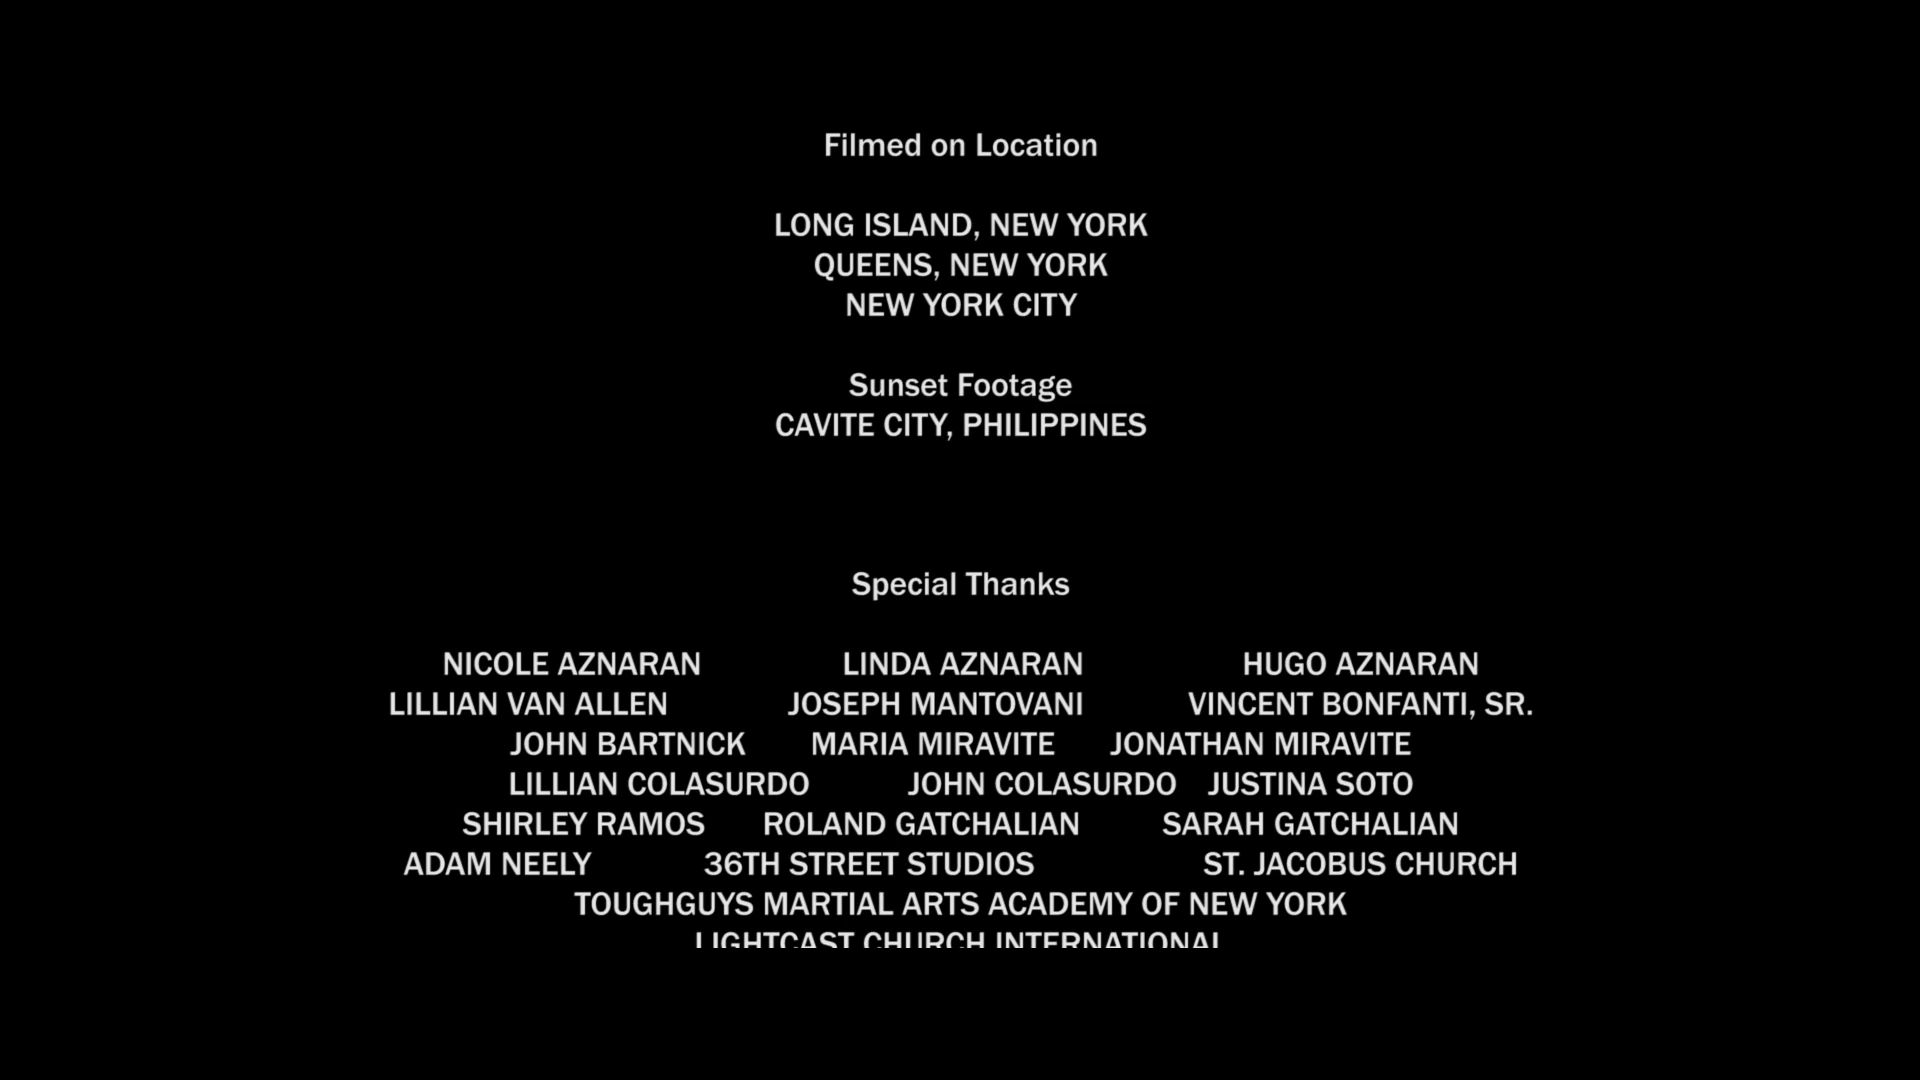 Filmed on Location
LONG ISLAND, NEW YORK
QUEENS, NEW YORK
NEW YORK CITY
Sunset Footage
CAVITE CITY, PHILIPPINES
Special Thanks
NICOLE AZNARAN LINDA AZNARAN HUGO AZNARAN
LILLIAN VAN ALLEN JOSEPH MANTOVANI VINCENT BONFANTI, SR.
JOHN BARTNICK MARIA MIRAVITE JONATHAN MIRAVITE
LILLIAN COLASURDO JOHN COLASURDO JUSTINA SOTO
SHIRLEY RAMOS ROLAND GATCHALIAN SARAH GATCHALIAN
ADAM NEELY 36TH STREET STUDIOS ST. JACOBUS CHURCH
TOUGHGUYS MARTIAL ARTS ACADEMY OF NEW YORK
LIGHTCAST CHURCH INTERNATIONAL